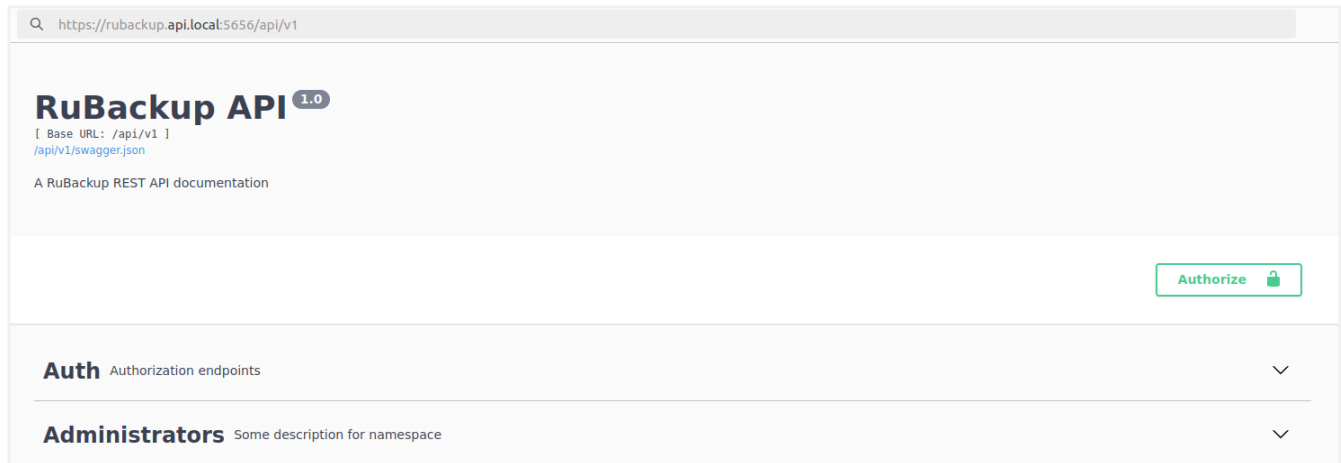 https://rubackup.api.local:5656/api/v1
RuBackup API 1.0
[ Base URL: /api/v1 ]
/api/v1/swagger.json
A RuBackup REST API documentation
Authorize
Auth Authorization endpoints
Administrators Some description for namespace